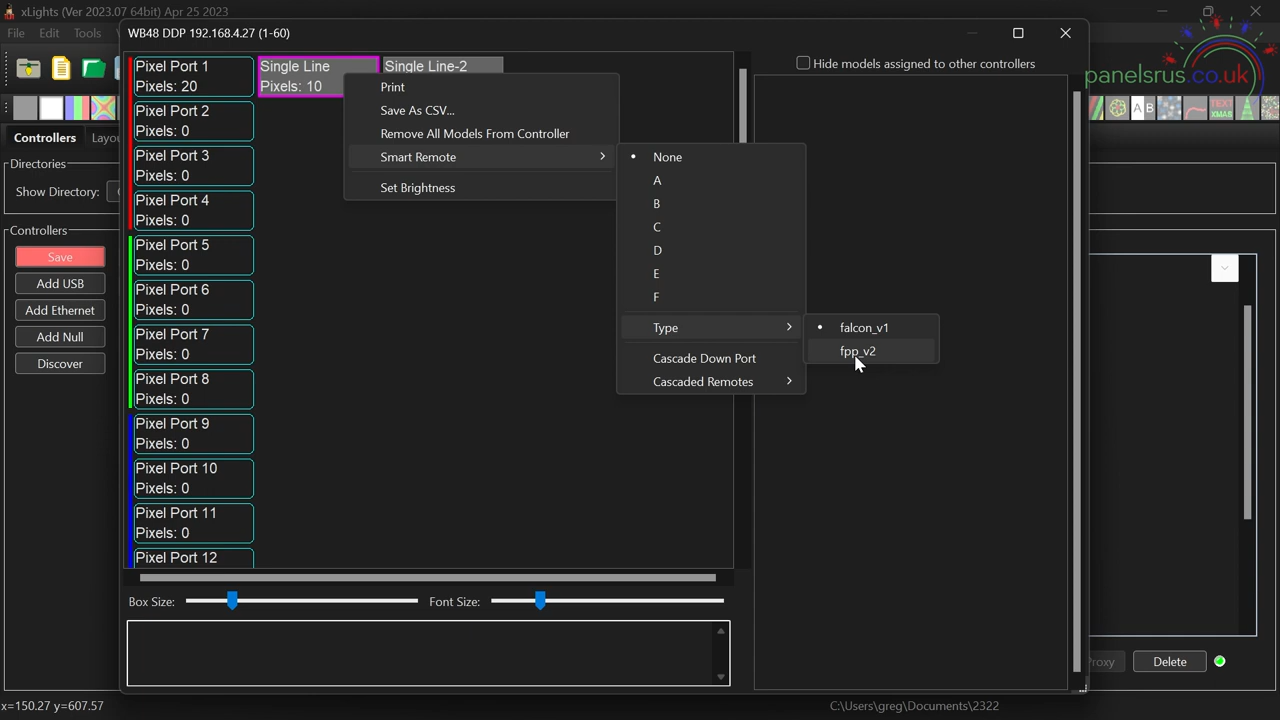 xLights (Ver 2023.07 64bit) Apr 25 2023
File Edit Tools
WB48 DDP 192.168.4.27 (1-60)
panelsrus.co.uk
Hide models assigned to other controllers
Pixel Port 1
Pixels: 20
Single Line
Pixels: 10
Single Line-2
Print
Save As CSV...
Remove All Models From Controller
Smart Remote
Set Brightness
None
A
B
C
D
E
F
Type
Cascade Down Port
Cascaded Remotes
falcon_v1
fpp_v2
Pixel Port 2
Pixels: 0
Pixel Port 3
Pixels: 0
Pixel Port 4
Pixels: 0
Pixel Port 5
Pixels: 0
Pixel Port 6
Pixels: 0
Pixel Port 7
Pixels: 0
Pixel Port 8
Pixels: 0
Pixel Port 9
Pixels: 0
Pixel Port 10
Pixels: 0
Pixel Port 11
Pixels: 0
Pixel Port 12
A B
TEXT
XMAS
Controllers Layou
Directories
Show Directory:
Controllers
Save
Add USB
Add Ethernet
Add Null
Discover
Box Size:
Font Size:
roxy
Delete
x=150.27 y=607.57
C:\Users\greg\Documents\2322